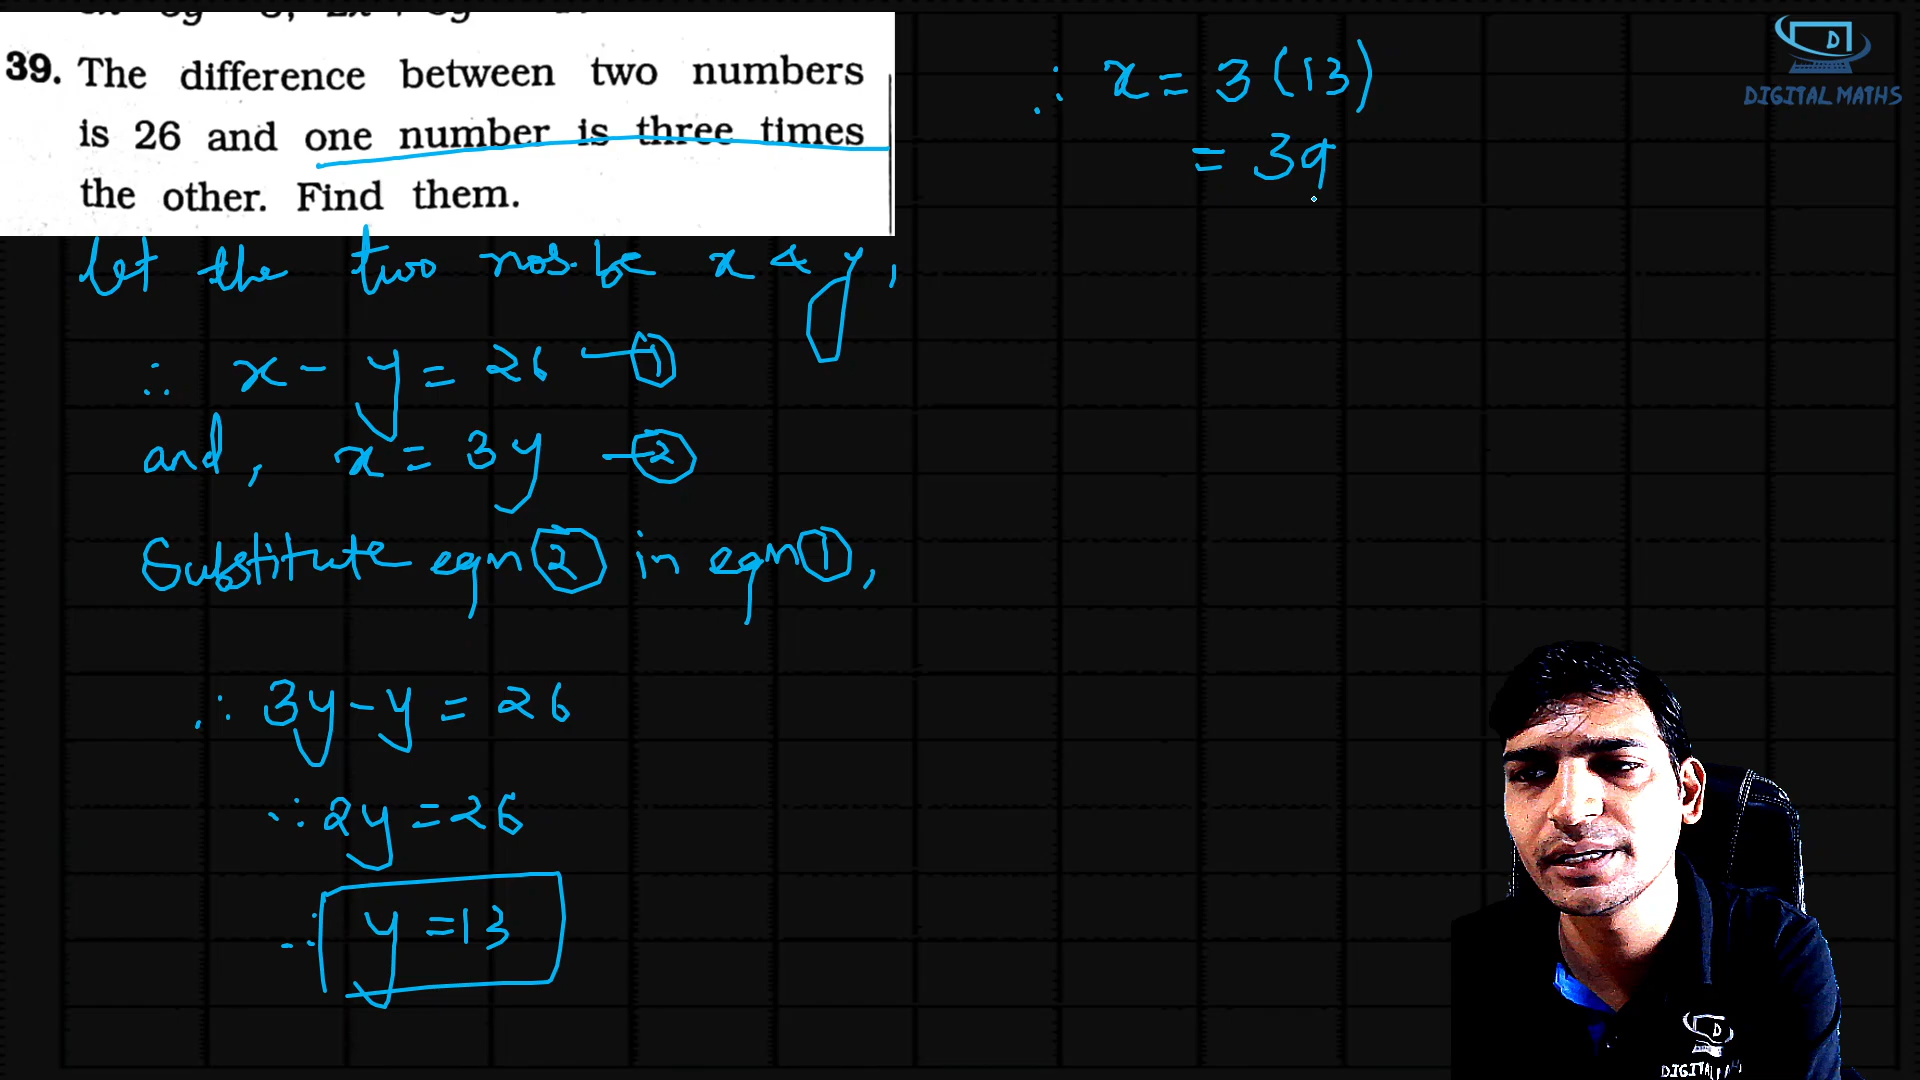 39. The difference between two numbers
is 26 and one number is three times
the other. Find them.
let the two nos. be x & y,
∴ x - y = 26 — ①
and, x = 3y — ②
Substitute eqn ② in eqn ①,
∴ 3y - y = 26
∴ 2y = 26
∴ y = 13
∴ x = 3(13)
= 39
D
DIGITAL MATHS
D